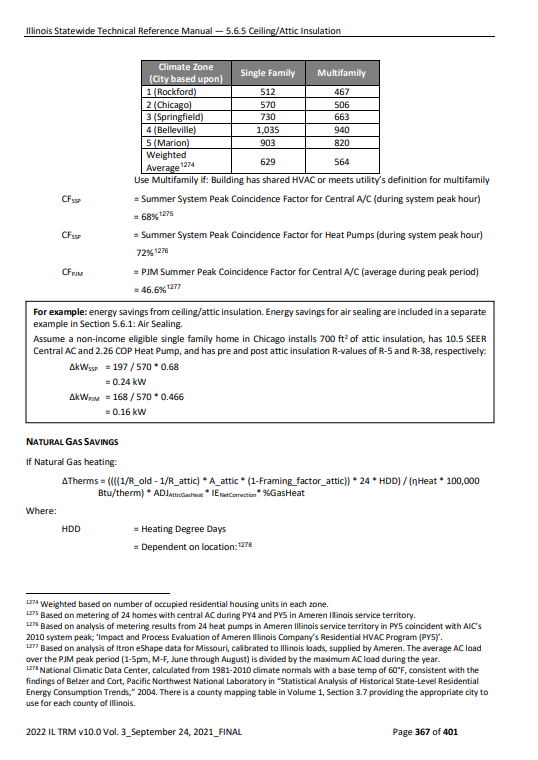 Illinois Statewide Technical Reference Manual — 5.6.5 Ceiling/Attic Insulation
Climate Zone (City based upon) Single Family Multifamily
1 (Rockford) 512 467
2 (Chicago) 570 506
3 (Springfield) 730 663
4 (Belleville) 1,035 940
5 (Marion) 903 820
Weighted Average1274 629 564
Use Multifamily if: Building has shared HVAC or meets utility's definition for multifamily
CFSSP = Summer System Peak Coincidence Factor for Central A/C (during system peak hour)
= 68%1275
CFSSP = Summer System Peak Coincidence Factor for Heat Pumps (during system peak hour)
72%1276
CFPJM = PJM Summer Peak Coincidence Factor for Central A/C (average during peak period)
= 46.6%1277
For example: energy savings from ceiling/attic insulation. Energy savings for air sealing are included in a separate
example in Section 5.6.1: Air Sealing.
Assume a non-income eligible single family home in Chicago installs 700 ft2 of attic insulation, has 10.5 SEER
Central AC and 2.26 COP Heat Pump, and has pre and post attic insulation R-values of R-5 and R-38, respectively:
ΔkWSSP = 197 / 570 * 0.68
= 0.24 kW
ΔkWPJM = 168 / 570 * 0.466
= 0.16 kW
NATURAL GAS SAVINGS
If Natural Gas heating:
ΔTherms = ((((1/R_old - 1/R_attic) * A_attic * (1-Framing_factor_attic)) * 24 * HDD) / (ηHeat * 100,000
Btu/therm) * ADJAtticGasHeat * IENetCorrection * %GasHeat
Where:
HDD = Heating Degree Days
= Dependent on location:1278
1274 Weighted based on number of occupied residential housing units in each zone.
1275 Based on metering of 24 homes with central AC during PY4 and PY5 in Ameren Illinois service territory.
1276 Based on analysis of metering results from 24 heat pumps in Ameren Illinois service territory in PY5 coincident with AIC's
2010 system peak; 'Impact and Process Evaluation of Ameren Illinois Company's Residential HVAC Program (PY5)'.
1277 Based on analysis of Itron eShape data for Missouri, calibrated to Illinois loads, supplied by Ameren. The average AC load
over the PJM peak period (1-5pm, M-F, June through August) is divided by the maximum AC load during the year.
1278 National Climatic Data Center, calculated from 1981-2010 climate normals with a base temp of 60°F, consistent with the
findings of Belzer and Cort, Pacific Northwest National Laboratory in "Statistical Analysis of Historical State-Level Residential
Energy Consumption Trends," 2004. There is a county mapping table in Volume 1, Section 3.7 providing the appropriate city to
use for each county of Illinois.
2022 IL TRM v10.0 Vol. 3_September 24, 2021_FINAL Page 367 of 401